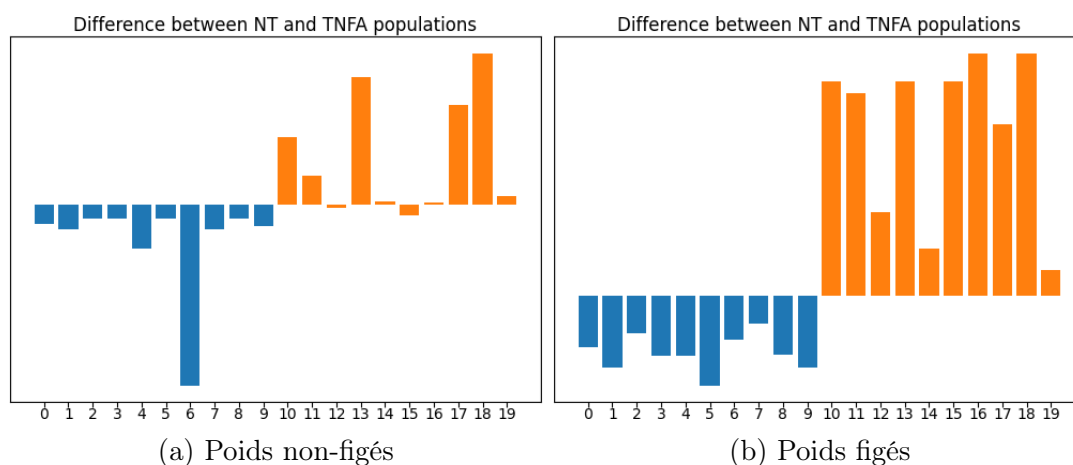 Difference between NT and TNFA populations
0 1 2 3 4 5 6 7 8 9 10 11 12 13 14 15 16 17 18 19
(a) Poids non-figés
Difference between NT and TNFA populations
0 1 2 3 4 5 6 7 8 9 10 11 12 13 14 15 16 17 18 19
(b) Poids figés